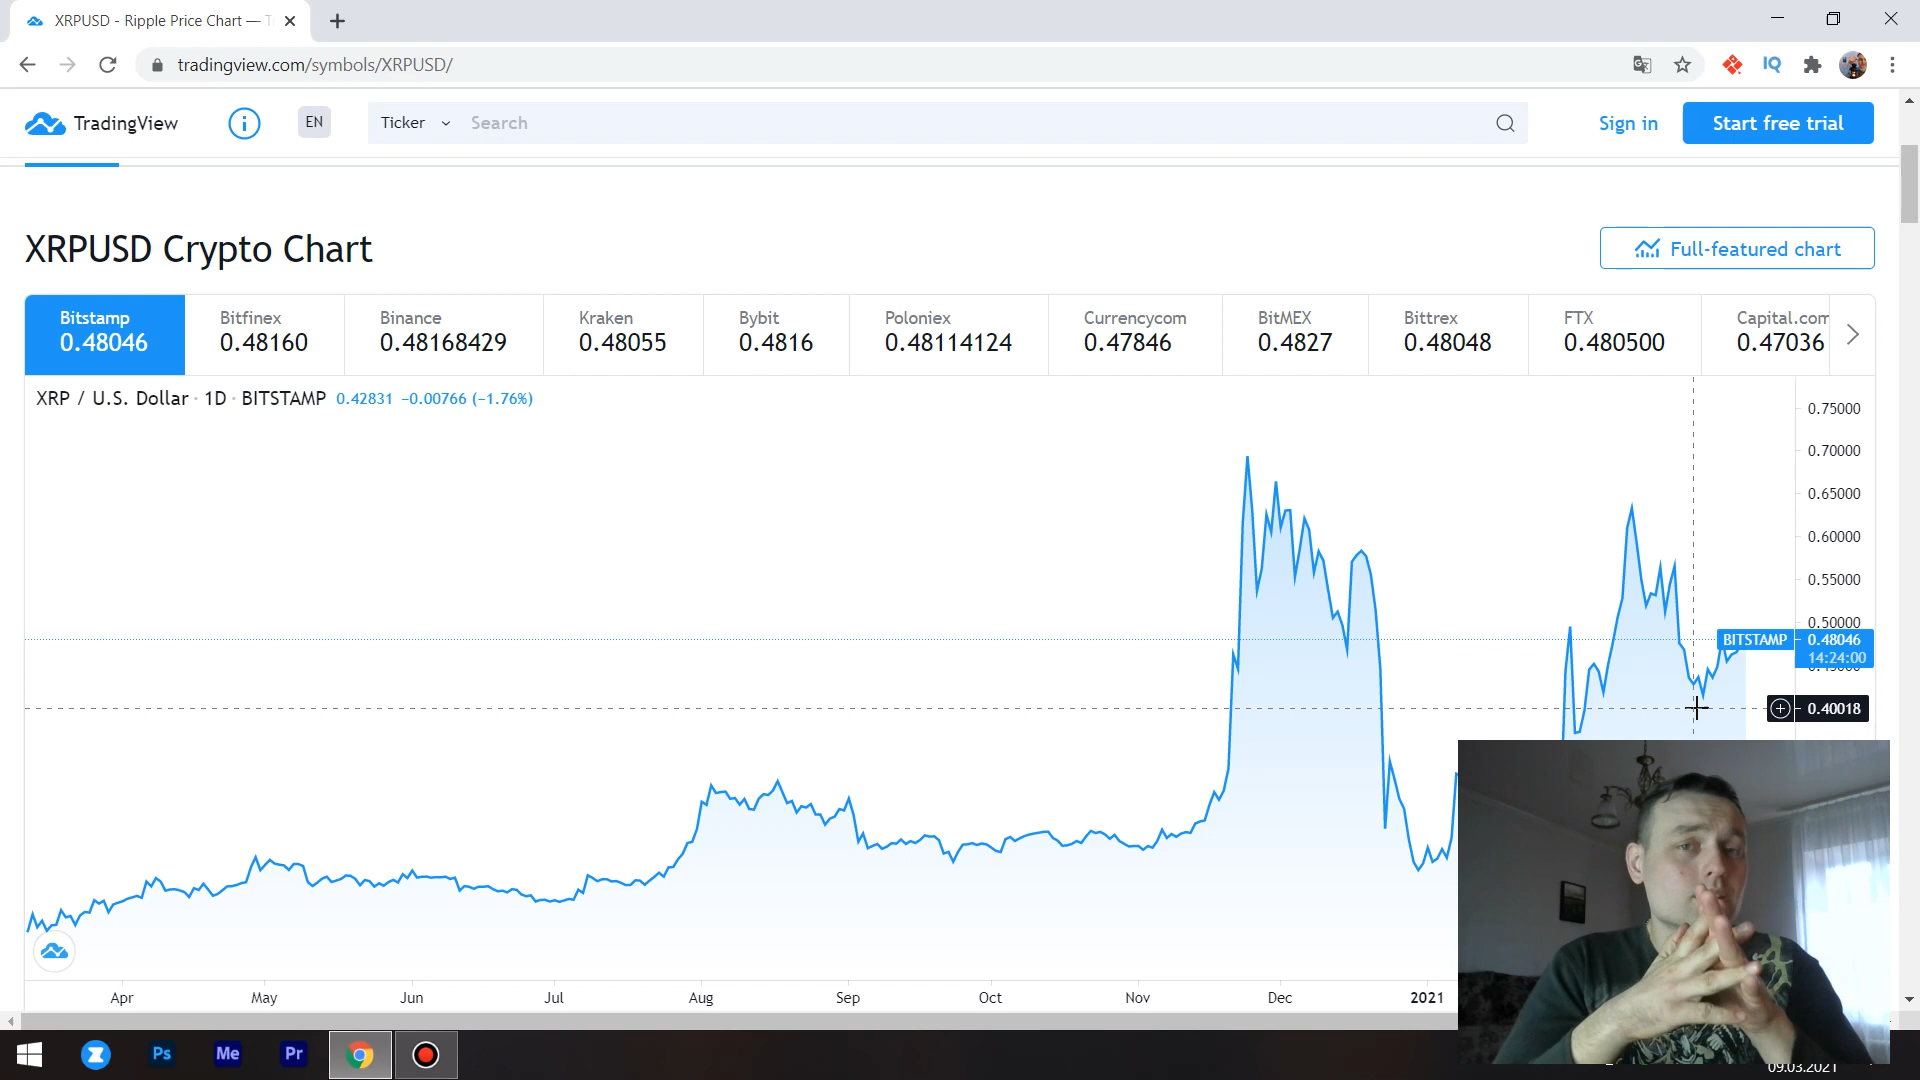 XRPUSD - Ripple Price Chart — T
tradingview.com/symbols/XRPUSD/
IQ
TradingView
EN
Ticker
Search
Sign in
Start free trial
XRPUSD Crypto Chart
Full-featured chart
Bitstamp
0.48046
Bitfinex
0.48160
Binance
0.48168429
Kraken
0.48055
Bybit
0.4816
Poloniex
0.48114124
Currencycom
0.47846
BitMEX
0.4827
Bittrex
0.48048
FTX
0.480500
Capital.com
0.47036
XRP / U.S. Dollar · 1D · BITSTAMP 0.42831 −0.00766 (−1.76%)
0.75000
0.70000
0.65000
0.60000
0.55000
0.50000
BITSTAMP 0.48046
14:24:00
0.40018
Apr May Jun Jul Aug Sep Oct Nov Dec 2021
Ps
Me
Pr
09.03.2021